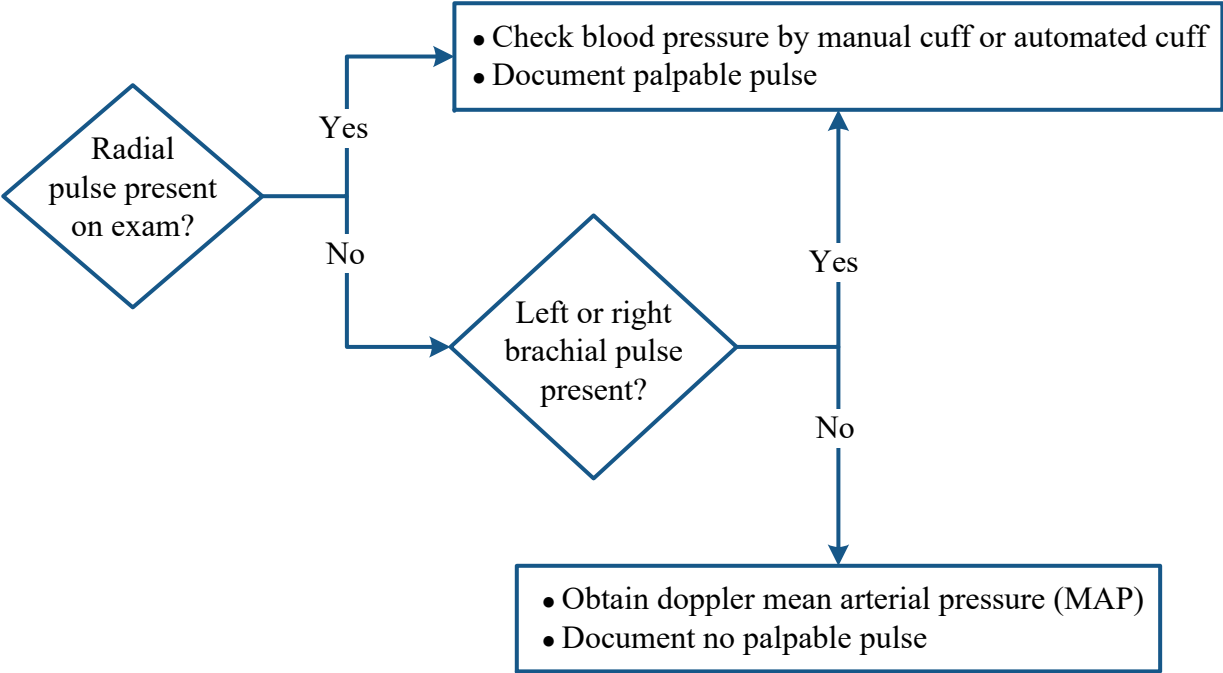 • Check blood pressure by manual cuff or automated cuff
• Document palpable pulse
Yes
Radial
pulse present
on exam?
No
Left or right
brachial pulse
present?
Yes
No
• Obtain doppler mean arterial pressure (MAP)
• Document no palpable pulse